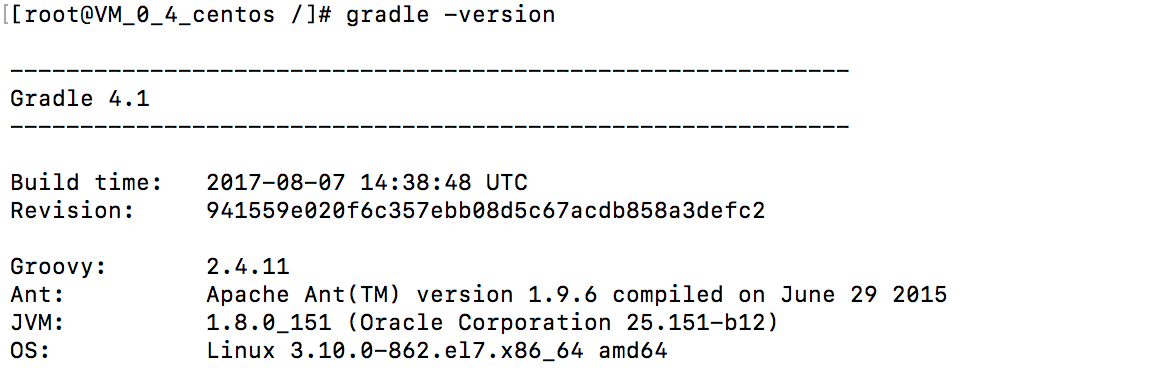 [[root@VM_0_4_centos /]# gradle -version
------------------------------------------------------------
Gradle 4.1
------------------------------------------------------------
Build time:   2017-08-07 14:38:48 UTC
Revision:     941559e020f6c357ebb08d5c67acdb858a3defc2
Groovy:       2.4.11
Ant:          Apache Ant(TM) version 1.9.6 compiled on June 29 2015
JVM:          1.8.0_151 (Oracle Corporation 25.151-b12)
OS:           Linux 3.10.0-862.el7.x86_64 amd64